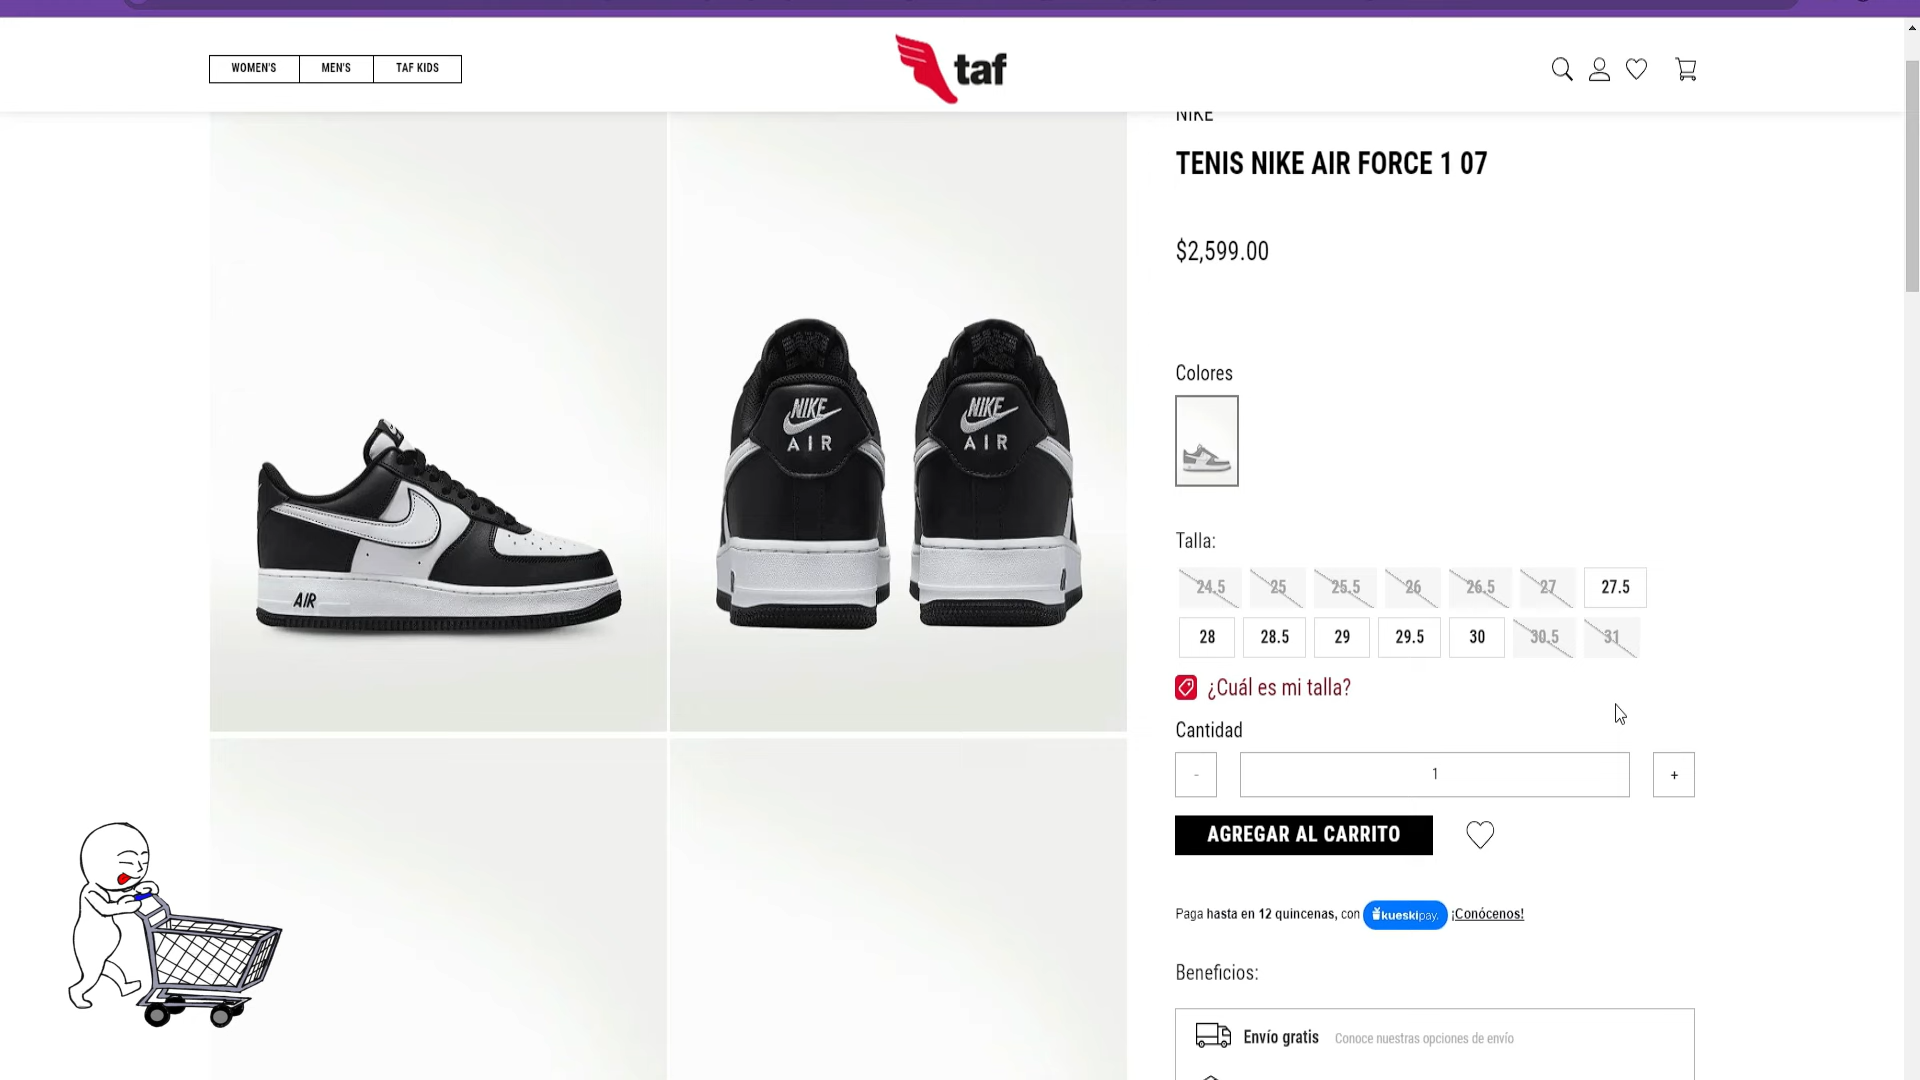 WOMEN'S MEN'S TAF KIDS
taf
NIKE
TENIS NIKE AIR FORCE 1 07
$2,599.00
NIKE
AIR
NIKE
AIR
AIR
Colores
Talla:
24.5 25 25.5 26 26.5 27 27.5
28 28.5 29 29.5 30 30.5 31
¿Cuál es mi talla?
Cantidad
- 1 +
AGREGAR AL CARRITO
Paga hasta en 12 quincenas, con kueskipay. ¡Conócenos!
Beneficios:
Envío gratis Conoce nuestras opciones de envío